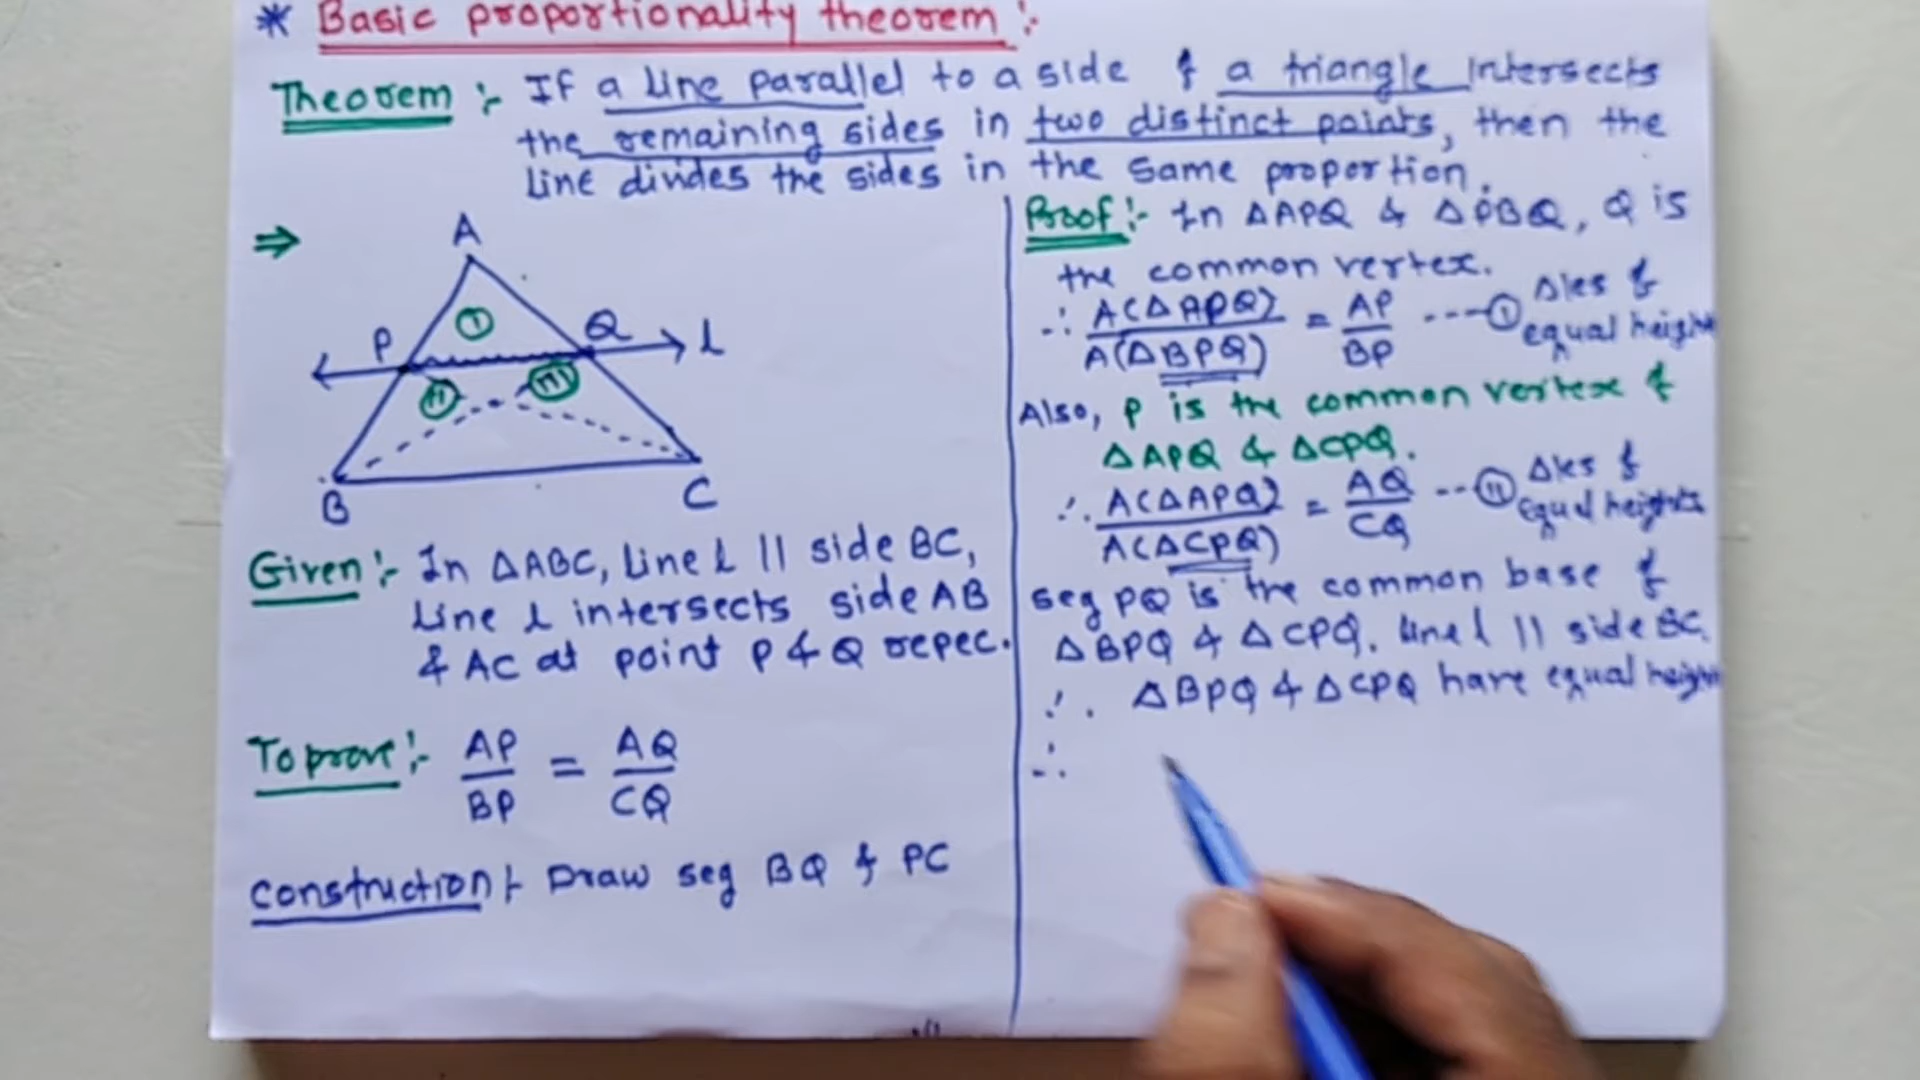 * Basic proportionality theorem :-
Theorem :- If a line parallel to a side of a triangle intersects
the remaining sides in two distinct points, then the
line divides the sides in the same proportion.
⇒
A
P
Q
l
I
II
III
B
C
Given :- In ΔABC, line l || side BC,
line l intersects side AB
& AC at point P & Q repec.
To prove :- AP/BP = AQ/CQ
Construction :- Draw seg BQ & PC
Proof :- In ΔAPQ & ΔPBQ, Q is
the common vertex.
∴ A(ΔAPQ)/A(ΔBPQ) = AP/BP ----(I) Δles of
equal height
Also, P is the common vertex of
ΔAPQ & ΔCPQ.
∴ A(ΔAPQ)/A(ΔCPQ) = AQ/CQ ---(II) Δles of
equal heights
seg PQ is the common base of
ΔBPQ & ΔCPQ. line l || side BC.
∴ ΔBPQ & ΔCPQ have equal height
∴